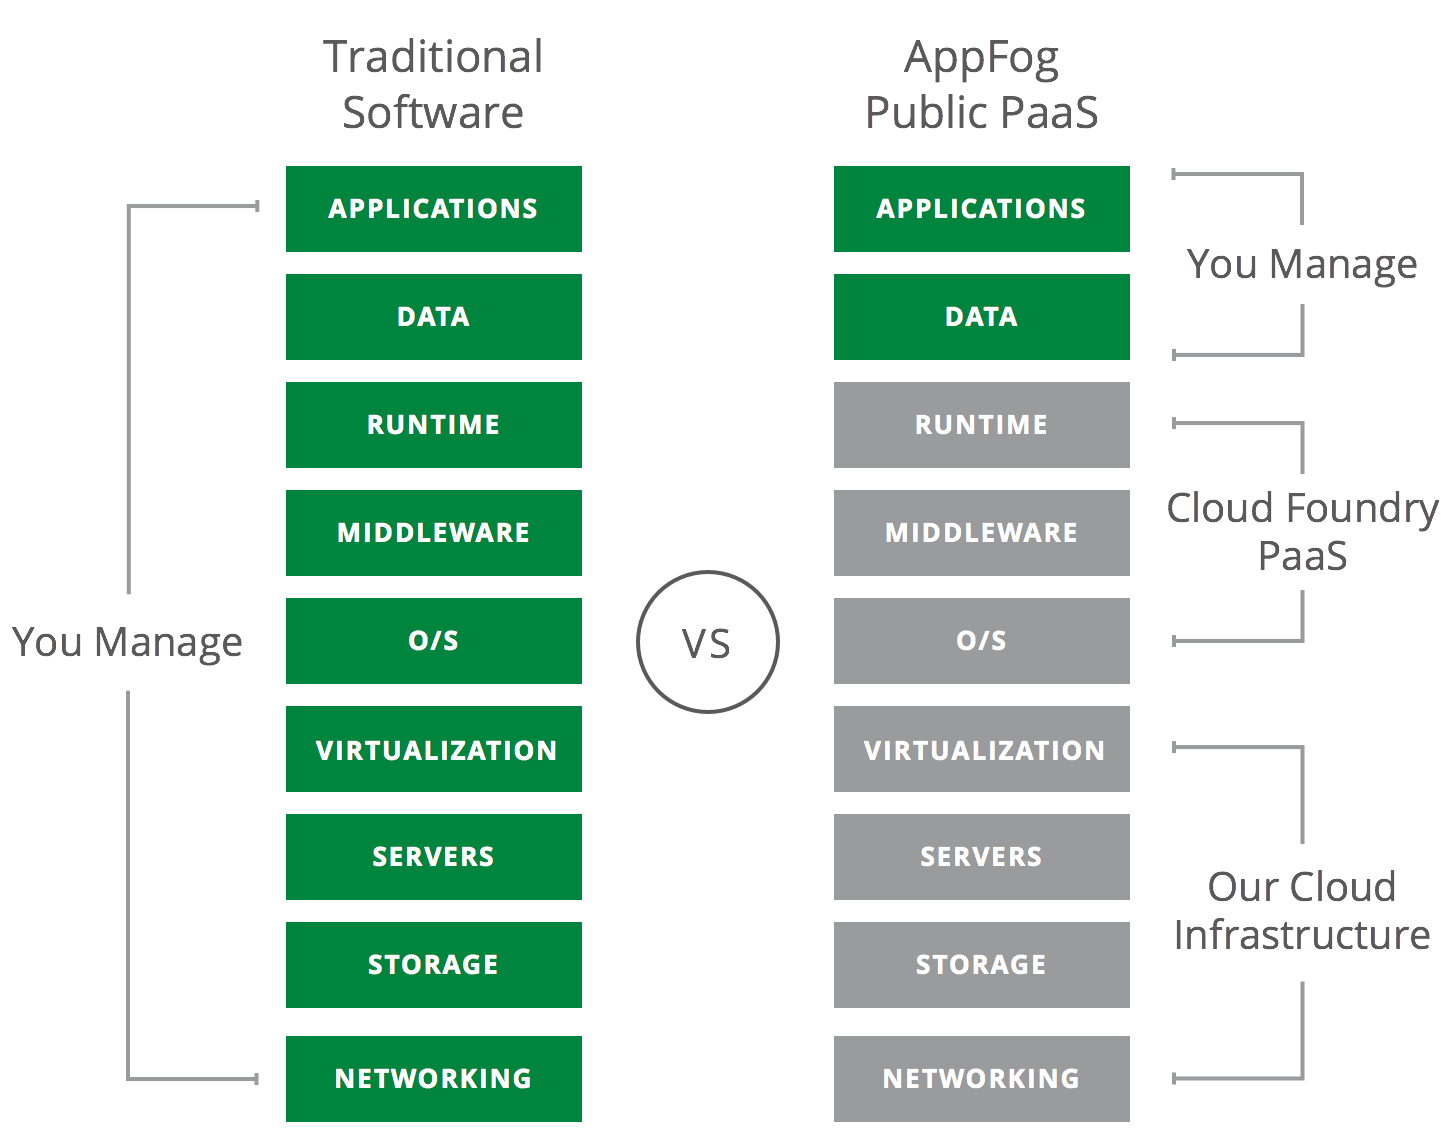 Traditional
Software
AppFog
Public PaaS
You Manage
APPLICATIONS
DATA
RUNTIME
MIDDLEWARE
O/S
VIRTUALIZATION
SERVERS
STORAGE
NETWORKING
VS
APPLICATIONS
DATA
RUNTIME
MIDDLEWARE
O/S
VIRTUALIZATION
SERVERS
STORAGE
NETWORKING
You Manage
Cloud Foundry
PaaS
Our Cloud
Infrastructure